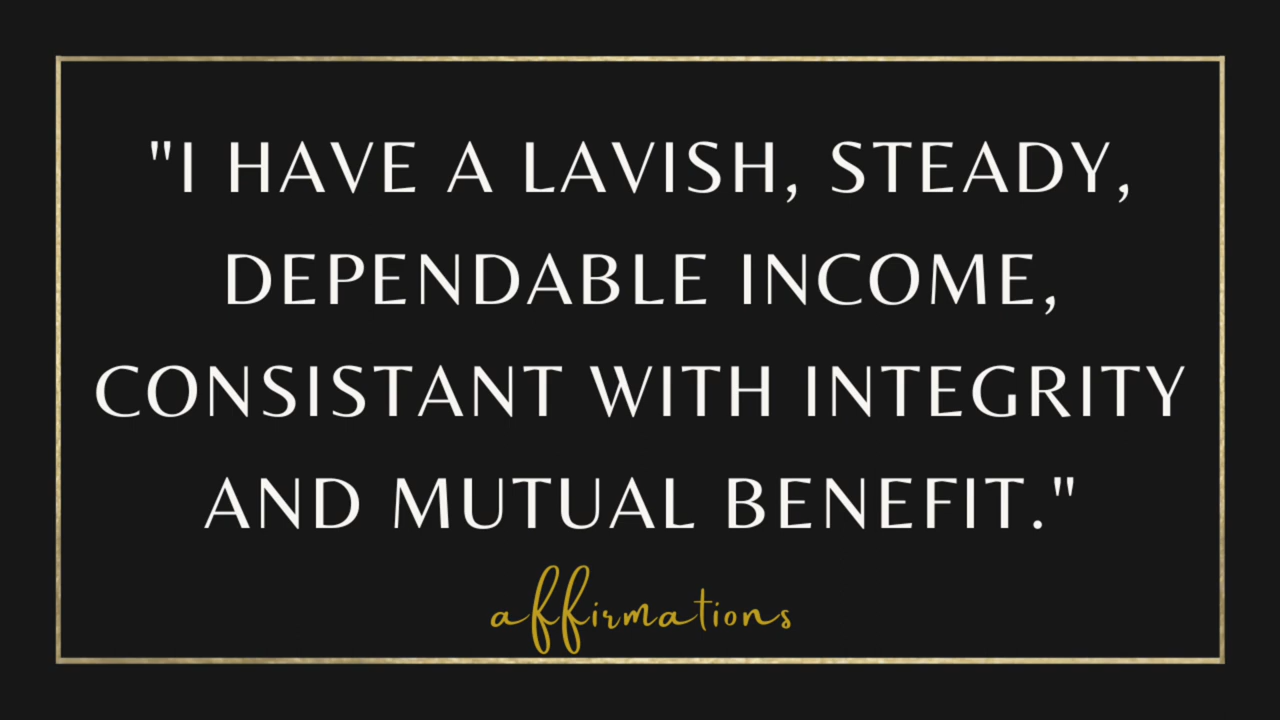 "I HAVE A LAVISH, STEADY,
DEPENDABLE INCOME,
CONSISTANT WITH INTEGRITY
AND MUTUAL BENEFIT."
affirmations